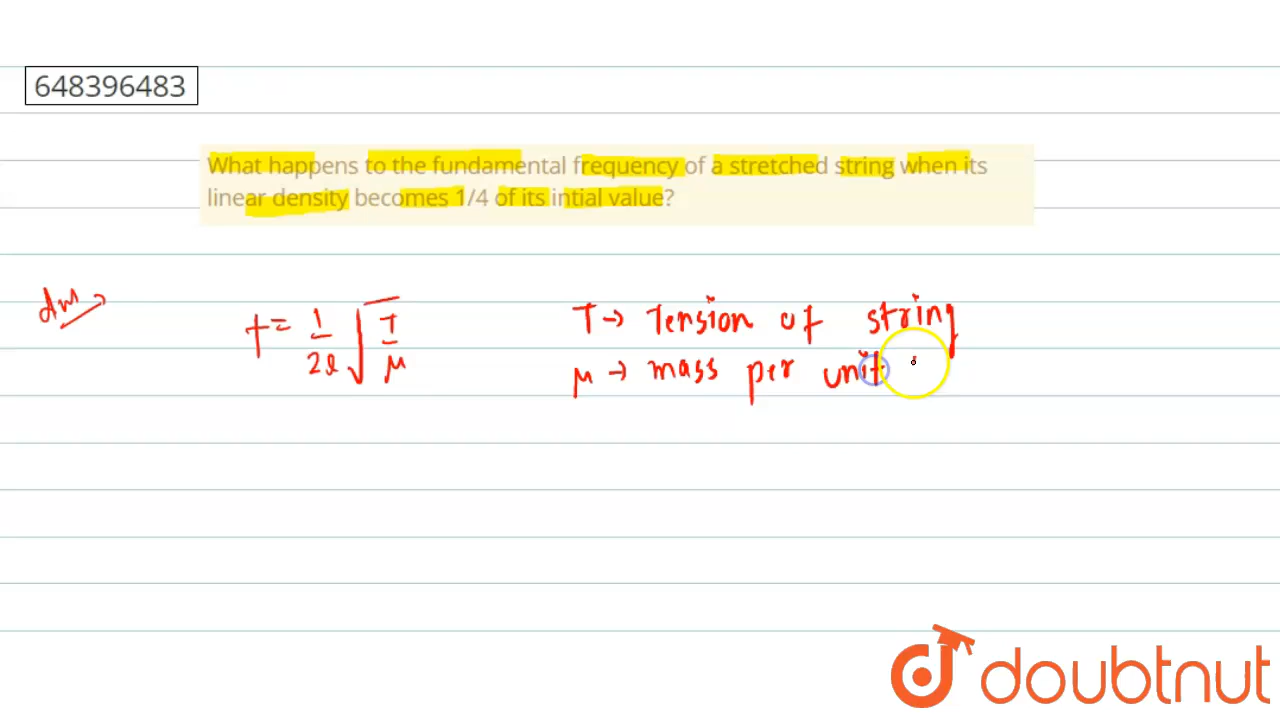 648396483
What happens to the fundamental frequency of a stretched string when its
linear density becomes 1/4 of its intial value?
f = 1/2l √T/μ
T → Tension of string
μ → mass per unit
doubtnut